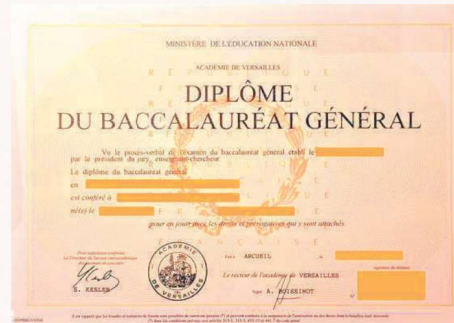 MINISTÈRE DE L'ÉDUCATION NATIONALE
ACADÉMIE DE VERSAILLES
DIPLÔME
DU BACCALAURÉAT GÉNÉRAL
Vu le procès-verbal de l'examen du baccalauréat général établi le
par le président du jury, enseignant-chercheur
Le diplôme du baccalauréat général
en
est conféré à
né(e) le
pour en jouir avec les droits et prérogatives qui y sont attachés.
Fait à ARCUEIL
ACADÉMIE DE VERSAILLES
Le recteur de l'académie de VERSAILLES
S. KESLER
Signé A. BOISSINOT